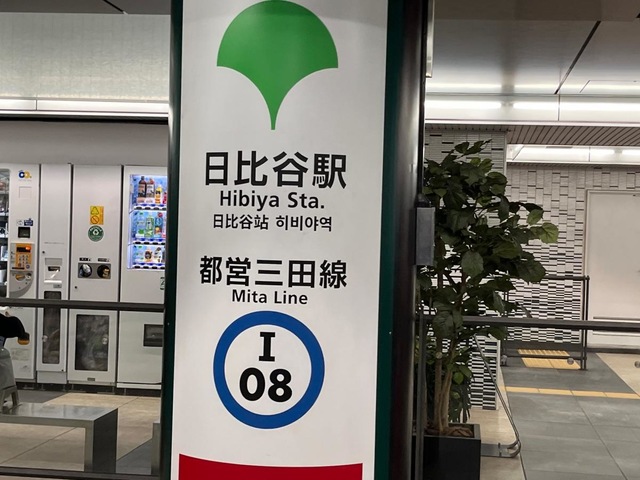 日比谷駅
Hibiya Sta.
日比谷站 히비야역
都営三田線
Mita Line
I
08